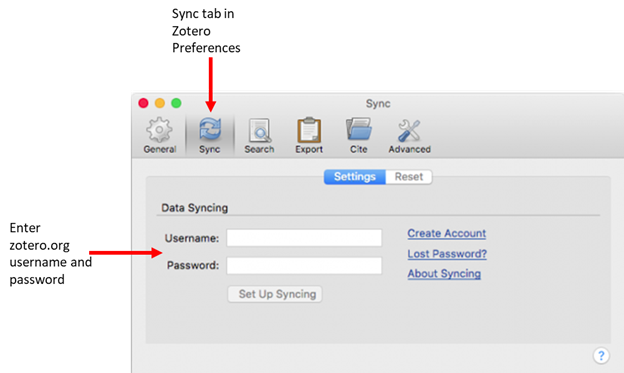 Sync tab in
Zotero
Preferences
Sync
General Sync Search Export Cite Advanced
Settings Reset
Data Syncing
Enter
zotero.org
username and
password
Username:
Create Account
Lost Password?
Password:
About Syncing
Set Up Syncing
?